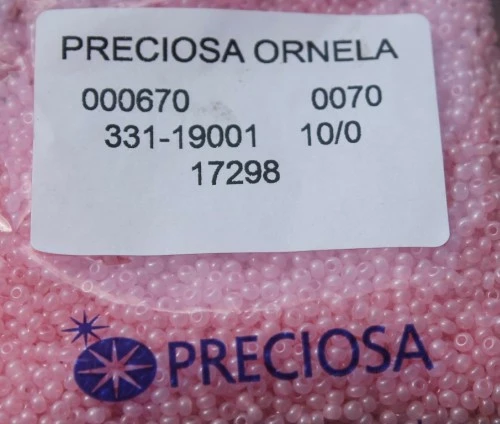 PRECIOSA ORNELA
000670 0070
331-19001 10/0
17298
PRECIOSA